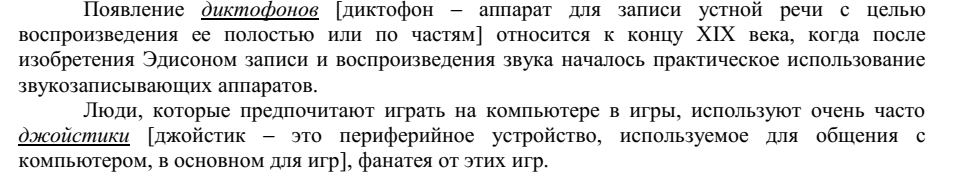 Появление диктофонов [диктофон – аппарат для записи устной речи с целью
воспроизведения ее полостью или по частям] относится к концу XIX века, когда после
изобретения Эдисоном записи и воспроизведения звука началось практическое использование
звукозаписывающих аппаратов.
Люди, которые предпочитают играть на компьютере в игры, используют очень часто
джойстики [джойстик – это периферийное устройство, используемое для общения с
компьютером, в основном для игр], фанатея от этих игр.